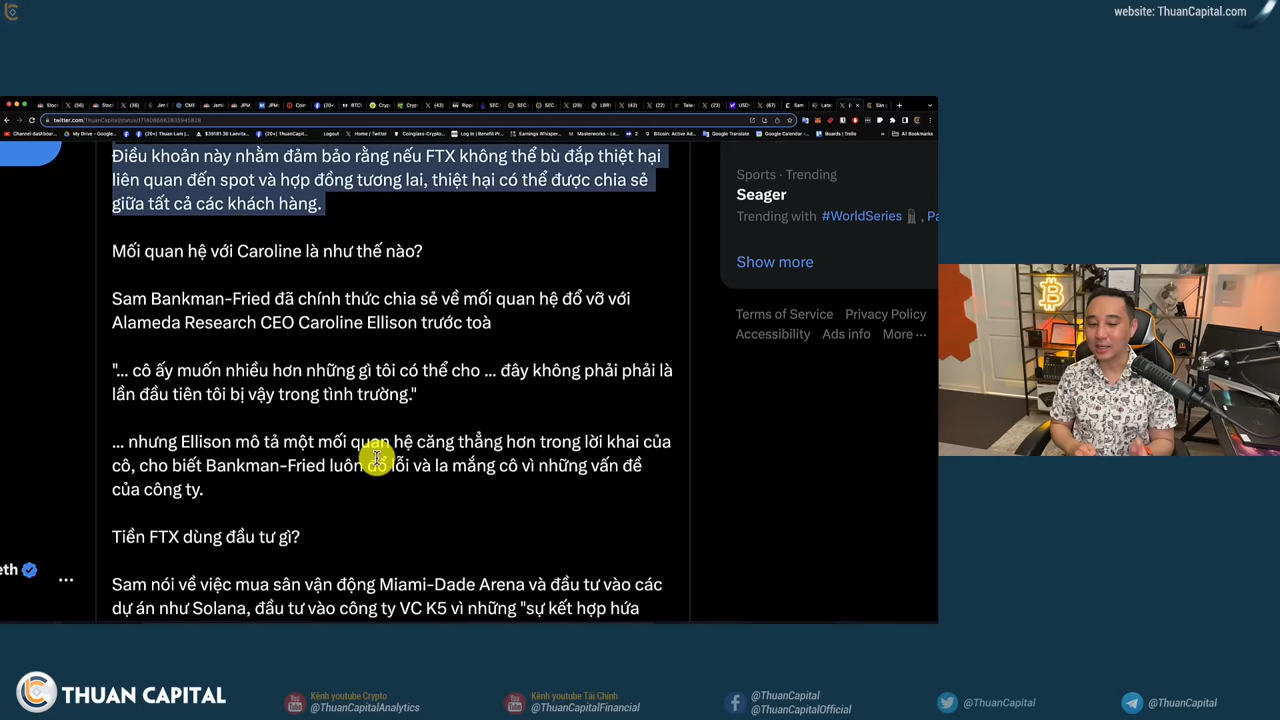 website: ThuanCapital.com
twitter.com/ThuanCapital/status/1718086662835945828
All Bookmarks
Điều khoản này nhằm đảm bảo rằng nếu FTX không thể bù đắp thiệt hại
liên quan đến spot và hợp đồng tương lai, thiệt hại có thể được chia sẻ
giữa tất cả các khách hàng.
Mối quan hệ với Caroline là như thế nào?
Sam Bankman-Fried đã chính thức chia sẻ về mối quan hệ đổ vỡ với
Alameda Research CEO Caroline Ellison trước toà
"... cô ấy muốn nhiều hơn những gì tôi có thể cho ... đây không phải phải là
lần đầu tiên tôi bị vậy trong tình trường."
... nhưng Ellison mô tả một mối quan hệ căng thẳng hơn trong lời khai của
cô, cho biết Bankman-Fried luôn đổ lỗi và la mắng cô vì những vấn đề
của công ty.
Tiền FTX dùng đầu tư gì?
Sam nói về việc mua sân vận động Miami-Dade Arena và đầu tư vào các
dự án như Solana, đầu tư vào công ty VC K5 vì những "sự kết hợp hứa
eth
Sports · Trending
Seager
Trending with #WorldSeries
Show more
Terms of Service Privacy Policy
Accessibility Ads info More ···
THUAN CAPITAL
Kênh youtube Crypto
@ThuanCapitalAnalytics
Kênh youtube Tài Chính
@ThuanCapitalFinancial
@ThuanCapital
@ThuanCapitalOfficial
@ThuanCapital
@ThuanCapital